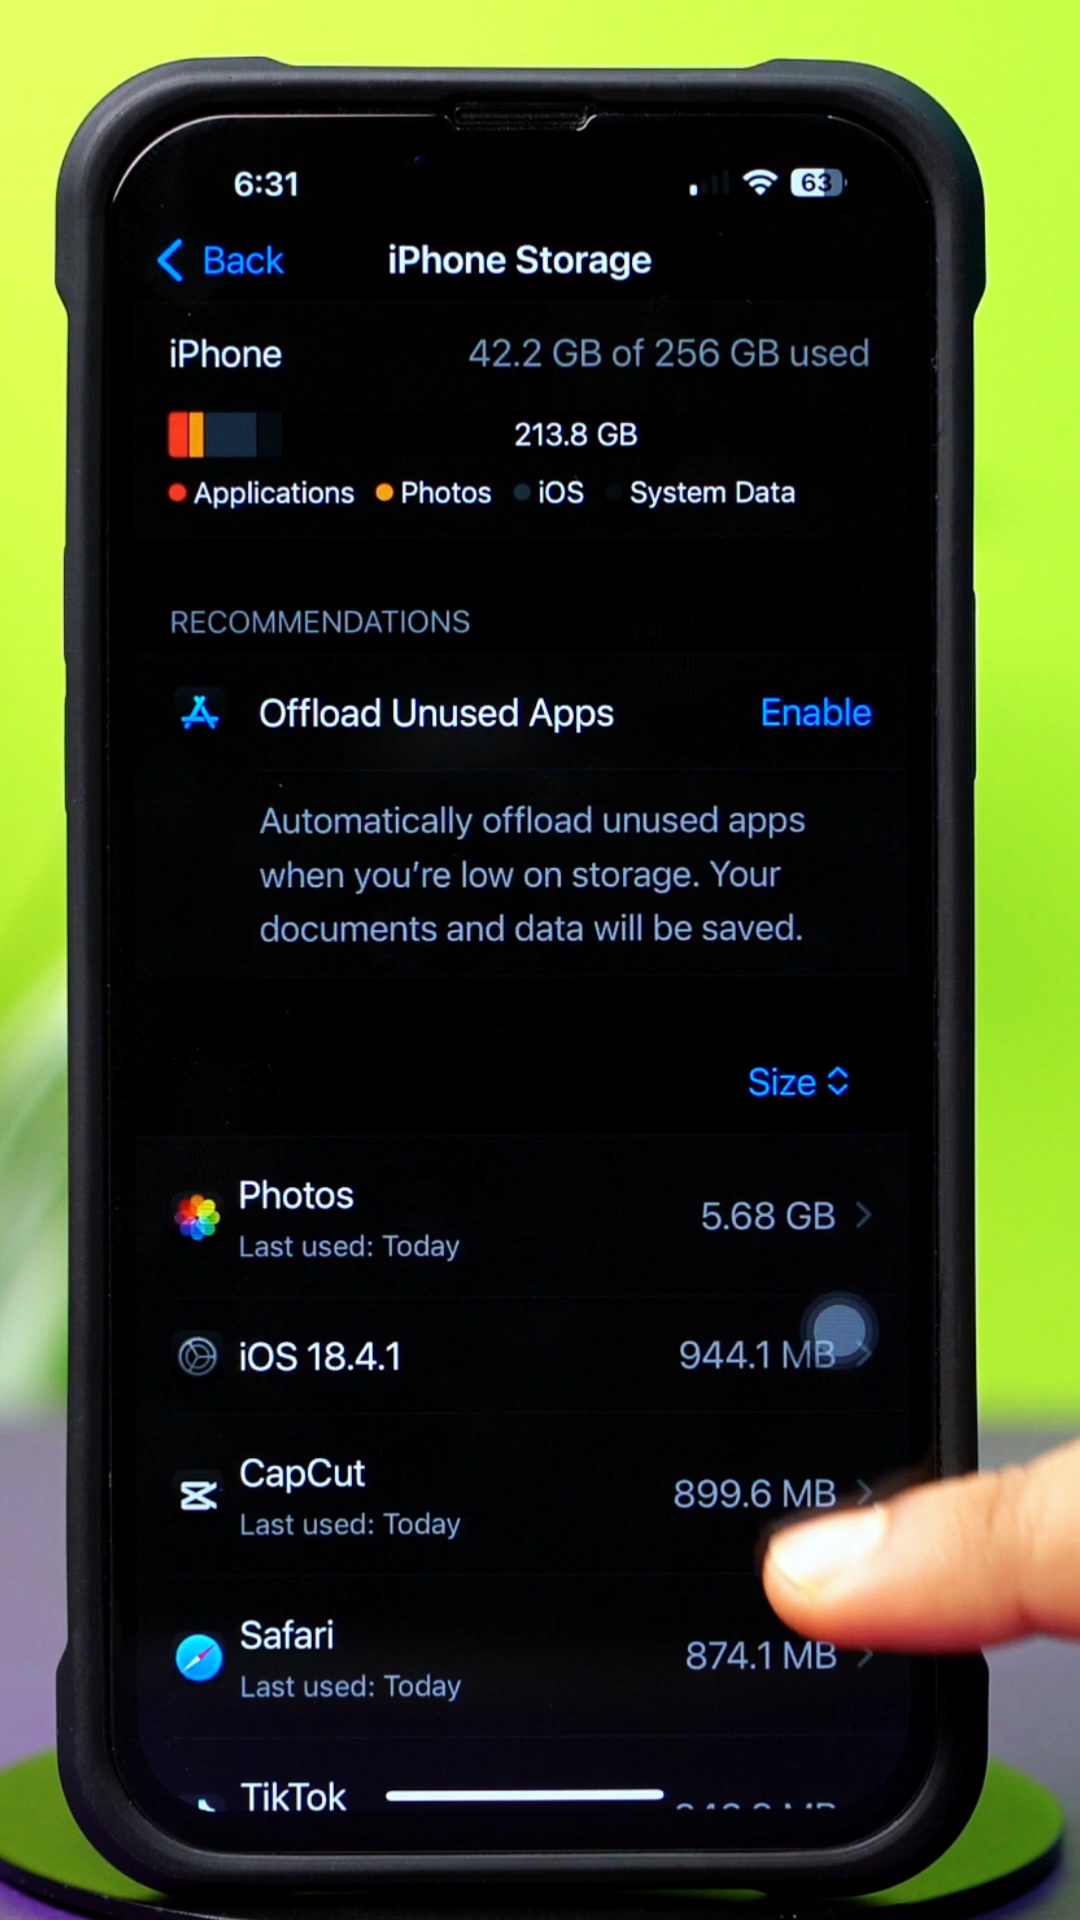 6:31
63
Back
iPhone Storage
iPhone
42.2 GB of 256 GB used
213.8 GB
Applications Photos iOS System Data
RECOMMENDATIONS
Offload Unused Apps
Enable
Automatically offload unused apps
when you're low on storage. Your
documents and data will be saved.
Size
Photos
5.68 GB
Last used: Today
iOS 18.4.1
944.1 MB
CapCut
899.6 MB
Last used: Today
Safari
874.1 MB
Last used: Today
TikTok